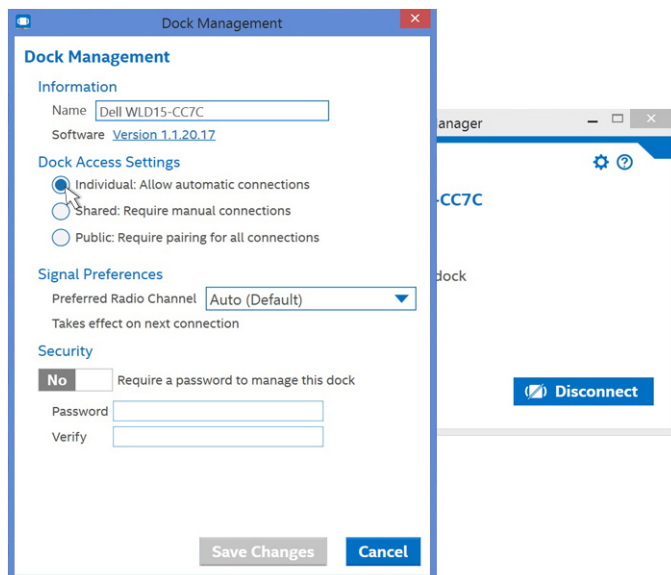 Dock Management
Dock Management
Information
Name Dell WLD15-CC7C
Software Version 1.1.20.17
Dock Access Settings
Individual: Allow automatic connections
Shared: Require manual connections
Public: Require pairing for all connections
Signal Preferences
Preferred Radio Channel Auto (Default)
Takes effect on next connection
Security
No Require a password to manage this dock
Password
Verify
Save Changes Cancel
anager
-CC7C
dock
Disconnect